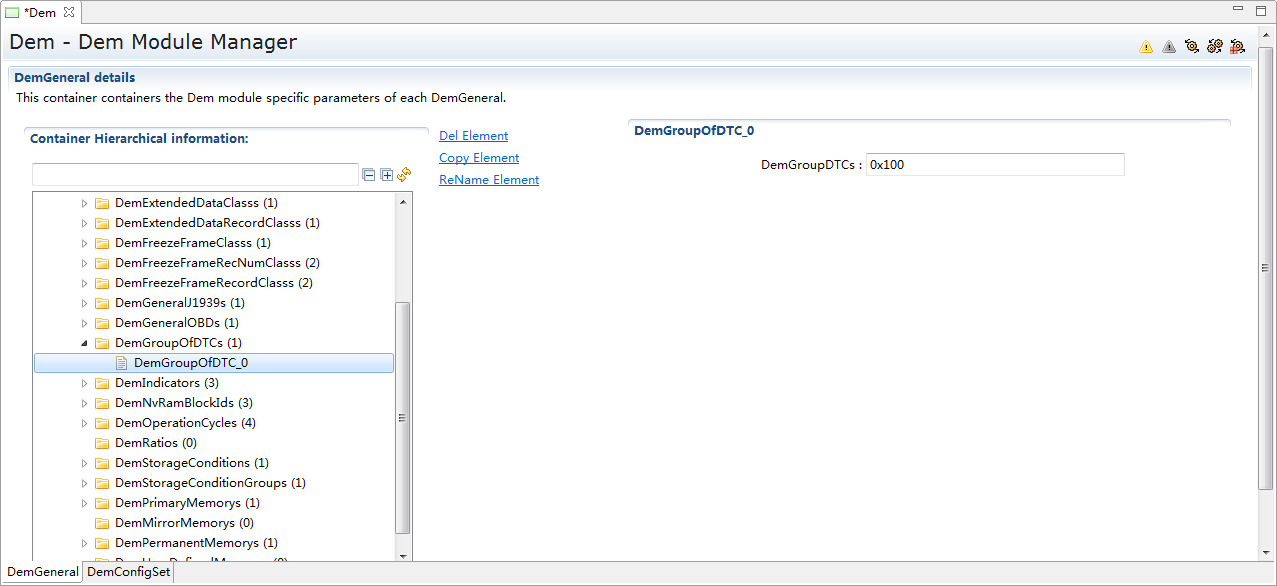 *Dem
Dem - Dem Module Manager
DemGeneral details
This container containers the Dem module specific parameters of each DemGeneral.
Container Hierarchical information:
Del Element
Copy Element
ReName Element
DemExtendedDataClasss (1)
DemExtendedDataRecordClasss (1)
DemFreezeFrameClasss (1)
DemFreezeFrameRecNumClasss (2)
DemFreezeFrameRecordClasss (2)
DemGeneralJ1939s (1)
DemGeneralOBDs (1)
DemGroupOfDTCs (1)
DemGroupOfDTC_0
DemIndicators (3)
DemNvRamBlockIds (3)
DemOperationCycles (4)
DemRatios (0)
DemStorageConditions (1)
DemStorageConditionGroups (1)
DemPrimaryMemorys (1)
DemMirrorMemorys (0)
DemPermanentMemorys (1)
DemGroupOfDTC_0
DemGroupDTCs : 0x100
DemGeneral DemConfigSet